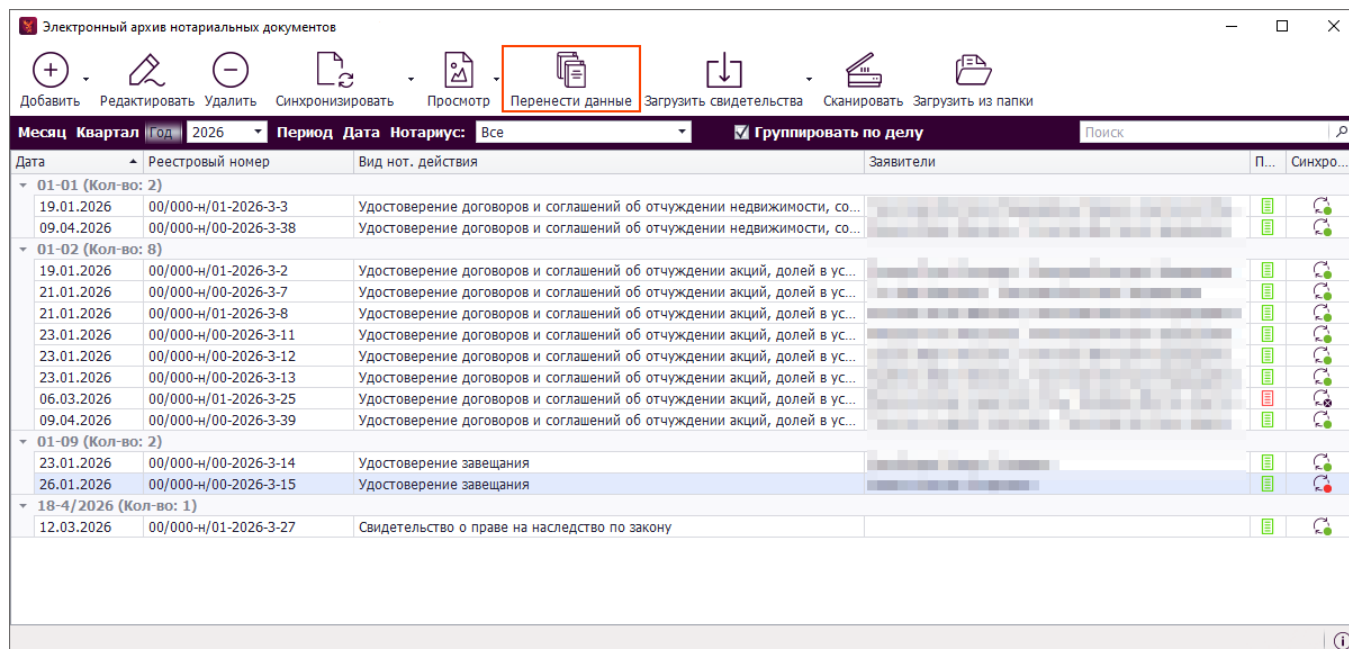 Электронный архив нотариальных документов
Добавить Редактировать Удалить Синхронизировать Просмотр Перенести данные Загрузить свидетельства Сканировать Загрузить из папки
Месяц Квартал Год 2026 Период Дата Нотариус: Все Группировать по делу Поиск
Дата Реестровый номер Вид нот. действия Заявители П... Синхро...
01-01 (Кол-во: 2)
19.01.2026 00/000-н/01-2026-3-3 Удостоверение договоров и соглашений об отчуждении недвижимости, со...
09.04.2026 00/000-н/00-2026-3-38 Удостоверение договоров и соглашений об отчуждении недвижимости, со...
01-02 (Кол-во: 8)
19.01.2026 00/000-н/01-2026-3-2 Удостоверение договоров и соглашений об отчуждении акций, долей в ус...
21.01.2026 00/000-н/00-2026-3-7 Удостоверение договоров и соглашений об отчуждении акций, долей в ус...
21.01.2026 00/000-н/01-2026-3-8 Удостоверение договоров и соглашений об отчуждении акций, долей в ус...
23.01.2026 00/000-н/00-2026-3-11 Удостоверение договоров и соглашений об отчуждении акций, долей в ус...
23.01.2026 00/000-н/00-2026-3-12 Удостоверение договоров и соглашений об отчуждении акций, долей в ус...
23.01.2026 00/000-н/00-2026-3-13 Удостоверение договоров и соглашений об отчуждении акций, долей в ус...
06.03.2026 00/000-н/01-2026-3-25 Удостоверение договоров и соглашений об отчуждении акций, долей в ус...
09.04.2026 00/000-н/00-2026-3-39 Удостоверение договоров и соглашений об отчуждении акций, долей в ус...
01-09 (Кол-во: 2)
23.01.2026 00/000-н/00-2026-3-14 Удостоверение завещания
26.01.2026 00/000-н/00-2026-3-15 Удостоверение завещания
18-4/2026 (Кол-во: 1)
12.03.2026 00/000-н/01-2026-3-27 Свидетельство о праве на наследство по закону